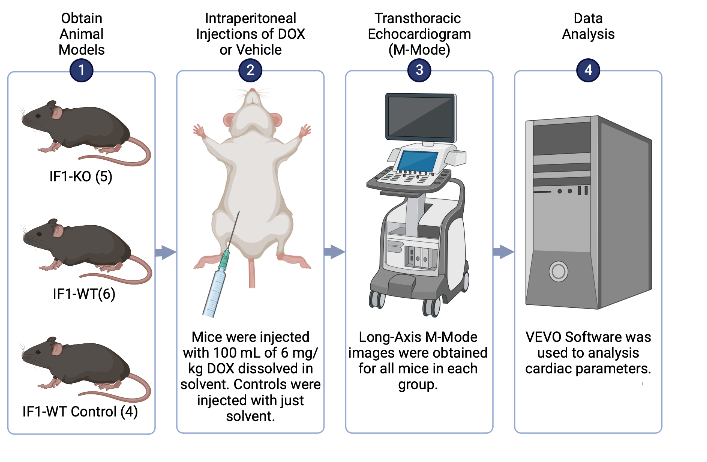 Obtain
Animal
Models
1
IF1-KO (5)
IF1-WT(6)
IF1-WT Control (4)
Intraperitoneal
Injections of DOX
or Vehicle
2
Mice were injected
with 100 mL of 6 mg/
kg DOX dissolved in
solvent. Controls were
injected with just
solvent.
Transthoracic
Echocardiogram
(M-Mode)
3
Long-Axis M-Mode
images were obtained
for all mice in each
group.
Data
Analysis
4
VEVO Software was
used to analysis
cardiac parameters.